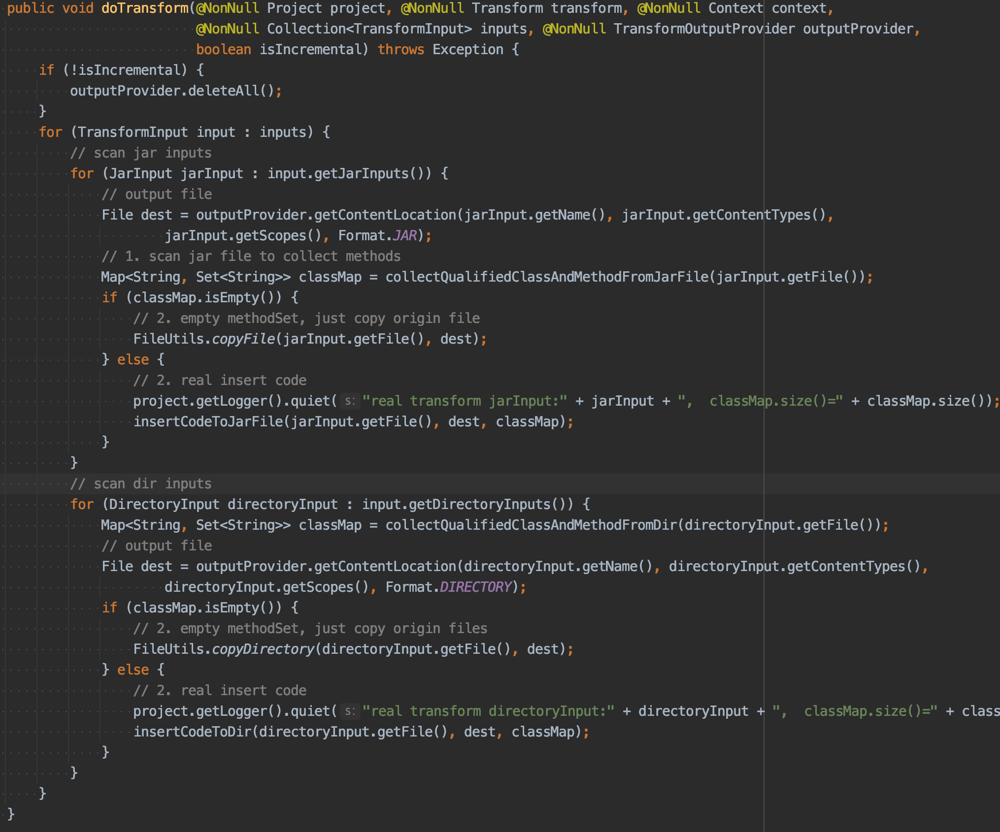 public void doTransform(@NonNull Project project, @NonNull Transform transform, @NonNull Context context,
@NonNull Collection<TransformInput> inputs, @NonNull TransformOutputProvider outputProvider,
boolean isIncremental) throws Exception {
if (!isIncremental) {
outputProvider.deleteAll();
}
for (TransformInput input : inputs) {
// scan jar inputs
for (JarInput jarInput : input.getJarInputs()) {
// output file
File dest = outputProvider.getContentLocation(jarInput.getName(), jarInput.getContentTypes(),
jarInput.getScopes(), Format.JAR);
// 1. scan jar file to collect methods
Map<String, Set<String>> classMap = collectQualifiedClassAndMethodFromJarFile(jarInput.getFile());
if (classMap.isEmpty()) {
// 2. empty methodSet, just copy origin file
FileUtils.copyFile(jarInput.getFile(), dest);
} else {
// 2. real insert code
project.getLogger().quiet( s: "real transform jarInput:" + jarInput + ",  classMap.size()=" + classMap.size());
insertCodeToJarFile(jarInput.getFile(), dest, classMap);
}
}
// scan dir inputs
for (DirectoryInput directoryInput : input.getDirectoryInputs()) {
Map<String, Set<String>> classMap = collectQualifiedClassAndMethodFromDir(directoryInput.getFile());
// output file
File dest = outputProvider.getContentLocation(directoryInput.getName(), directoryInput.getContentTypes(),
directoryInput.getScopes(), Format.DIRECTORY);
if (classMap.isEmpty()) {
// 2. empty methodSet, just copy origin files
FileUtils.copyDirectory(directoryInput.getFile(), dest);
} else {
// 2. real insert code
project.getLogger().quiet( s: "real transform directoryInput:" + directoryInput + ",  classMap.size()=" + class
insertCodeToDir(directoryInput.getFile(), dest, classMap);
}
}
}
}